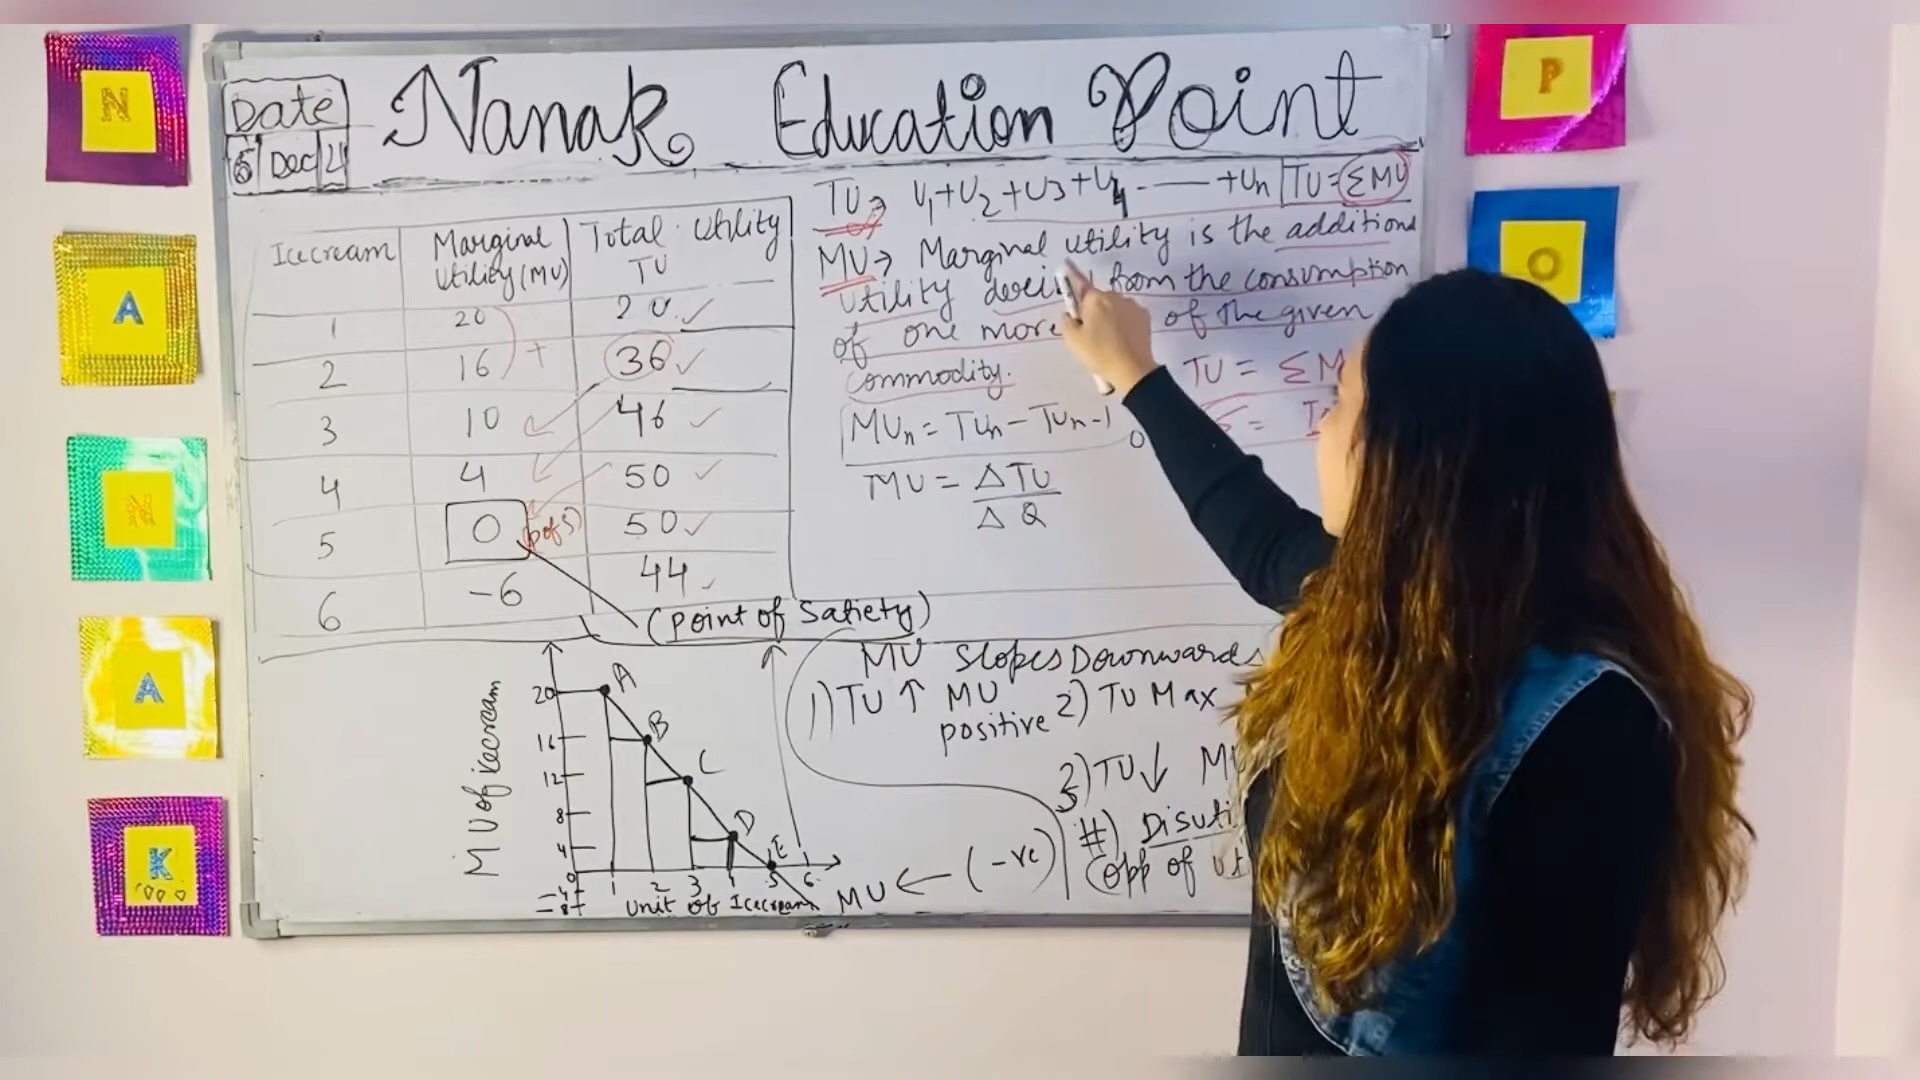 Nanak Education Point
Date
6 Dec 24
TU → U1+U2+U3+U4 - — - +Un TU = ΣMU
MU → Marginal utility is the additional
utility from the consumption
of one more of the given
commodity.
TU = Σ M
MUn = TUn - TUn-1
MU = Δ TU
Δ Q
Icecream Marginal Utility (MU) Total Utility TU
1 20 20 ✓
2 16 + 36 ✓
3 10 46 ✓
4 4 50 ✓
5 0 (p of S) 50 ✓
6 -6 44 ✓
(Point of Satiety)
MU Slopes Downwards
1) TU ↑ MU positive
2) TU Max
3) TU ↓
#)
(opp of
MU ← (-ve)
MU of icecream
20 A
16 B
12 C
8
4 D
0 E
-4
-8
1 2 3 4 5 6
Unit of Icecream
N
A
N
A
K
P
O